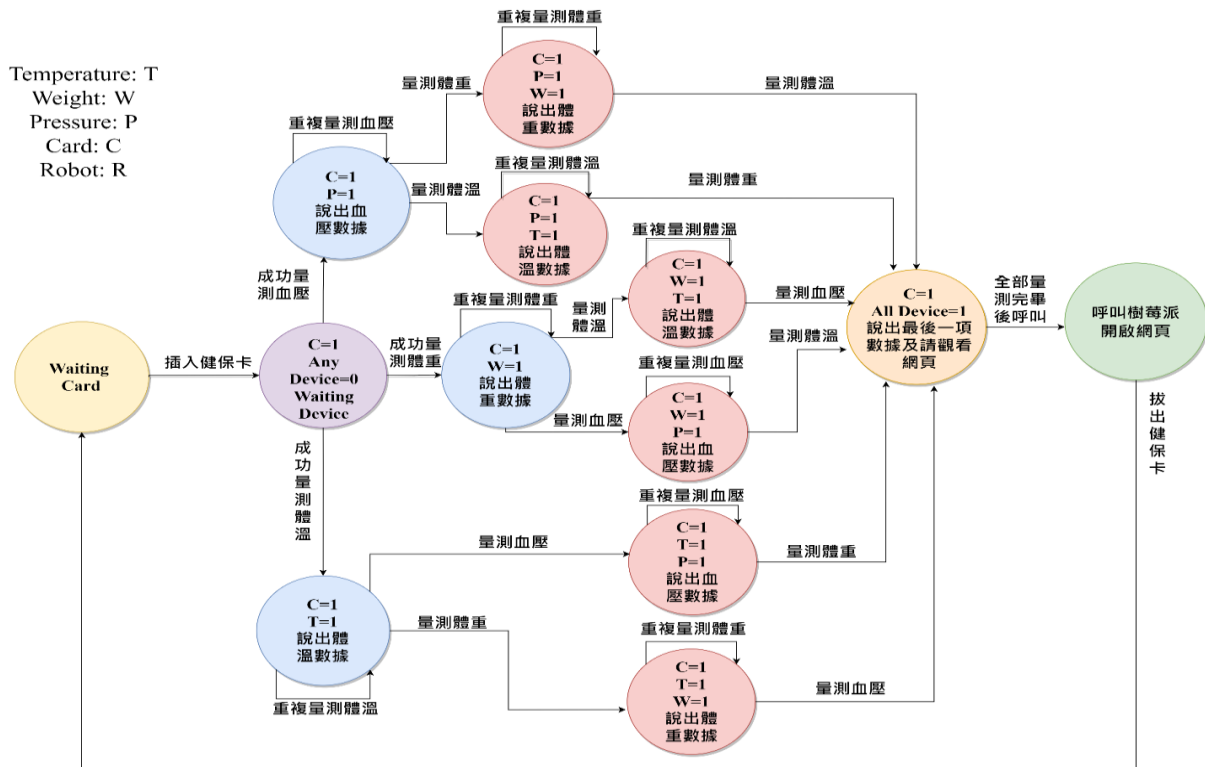 Temperature: T
Weight: W
Pressure: P
Card: C
Robot: R
重複量測體重
C=1
P=1
W=1
說出體
重數據
量測體重
量測體溫
重複量測血壓
C=1
P=1
說出血
壓數據
量測體溫
重複量測體溫
C=1
P=1
T=1
說出體
溫數據
量測體重
成功量
測血壓
Waiting
Card
插入健保卡
C=1
Any
Device=0
Waiting
Device
成功量
測體重
重複量測體重
C=1
W=1
說出體
重數據
量測
體溫
重複量測體溫
C=1
W=1
T=1
說出體
溫數據
量測血壓
量測血壓
重複量測血壓
C=1
W=1
P=1
說出血
壓數據
量測體溫
C=1
All Device=1
說出最後一項
數據及請觀看
網頁
全部量
測完畢
後呼叫
呼叫樹莓派
開啟網頁
拔
出
健
保
卡
成
功
量
測
體
溫
C=1
T=1
說出體
溫數據
重複量測體溫
量測血壓
重複量測血壓
C=1
T=1
P=1
說出血
壓數據
量測體重
量測體重
重複量測體重
C=1
T=1
W=1
說出體
重數據
量測血壓